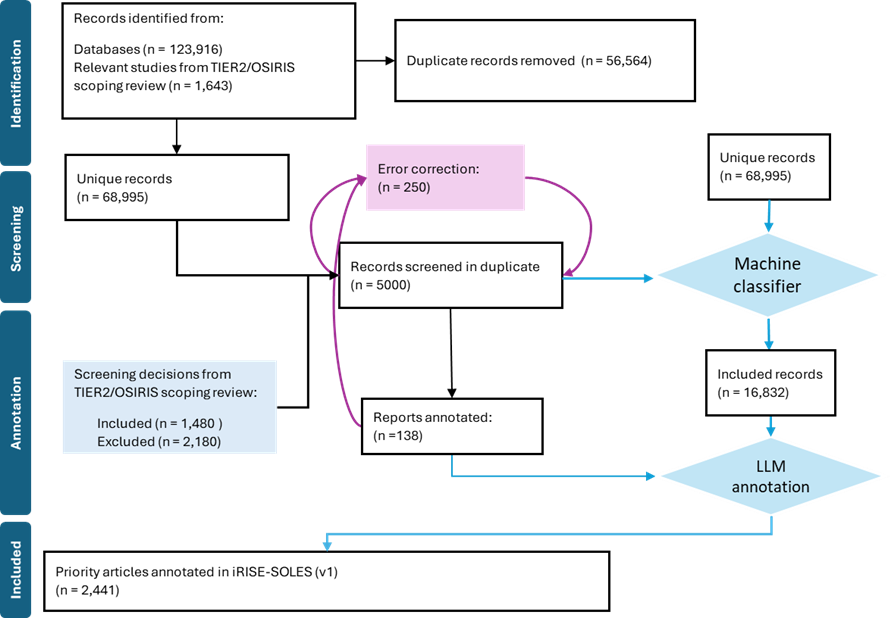 Identification
Records identified from:
Databases (n = 123,916)
Relevant studies from TIER2/OSIRIS
scoping review (n = 1,643)
Duplicate records removed (n = 56,564)
Unique records
(n = 68,995)
Error correction:
(n = 250)
Unique records
(n = 68,995)
Screening
Records screened in duplicate
(n = 5000)
Machine
classifier
Annotation
Screening decisions from
TIER2/OSIRIS scoping review:
Included (n = 1,480 )
Excluded (n = 2,180)
Reports annotated:
(n =138)
Included records
(n = 16,832)
LLM
annotation
Included
Priority articles annotated in iRISE-SOLES (v1)
(n = 2,441)